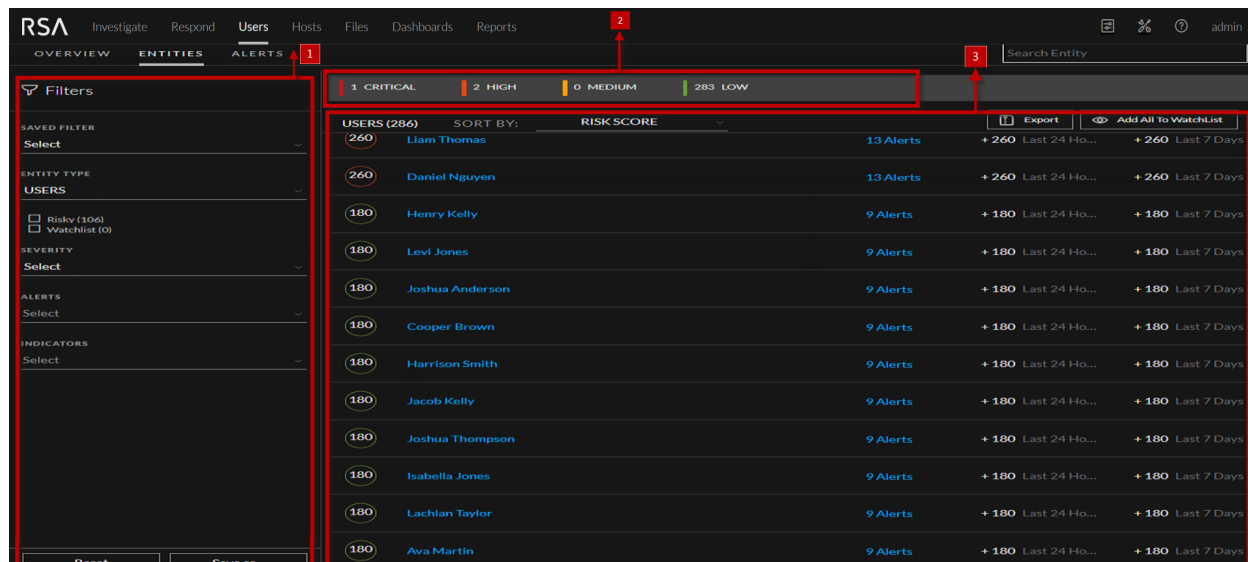 RSA Investigate Respond Users Hosts Files Dashboards Reports 2 admin
OVERVIEW ENTITIES ALERTS 1 3 Search Entity
Filters
1 CRITICAL 2 HIGH 0 MEDIUM 283 LOW
USERS (286) SORT BY: RISK SCORE Export Add All To WatchList
SAVED FILTER
Select
ENTITY TYPE
USERS
Risky (106)
Watchlist (0)
SEVERITY
Select
ALERTS
Select
INDICATORS
Select
Reset Save as
260 Liam Thomas 13 Alerts + 260 Last 24 Ho... + 260 Last 7 Days
260 Daniel Nguyen 13 Alerts + 260 Last 24 Ho... + 260 Last 7 Days
180 Henry Kelly 9 Alerts + 180 Last 24 Ho... + 180 Last 7 Days
180 Levi Jones 9 Alerts + 180 Last 24 Ho... + 180 Last 7 Days
180 Joshua Anderson 9 Alerts + 180 Last 24 Ho... + 180 Last 7 Days
180 Cooper Brown 9 Alerts + 180 Last 24 Ho... + 180 Last 7 Days
180 Harrison Smith 9 Alerts + 180 Last 24 Ho... + 180 Last 7 Days
180 Jacob Kelly 9 Alerts + 180 Last 24 Ho... + 180 Last 7 Days
180 Joshua Thompson 9 Alerts + 180 Last 24 Ho... + 180 Last 7 Days
180 Isabella Jones 9 Alerts + 180 Last 24 Ho... + 180 Last 7 Days
180 Lachlan Taylor 9 Alerts + 180 Last 24 Ho... + 180 Last 7 Days
180 Ava Martin 9 Alerts + 180 Last 24 Ho... + 180 Last 7 Days